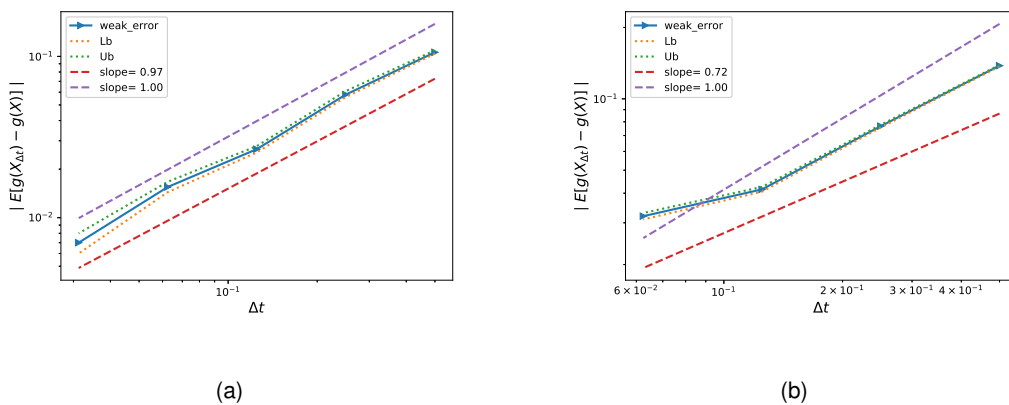 weak_error
Lb
Ub
slope= 0.97
slope= 1.00
| E[g(X_Δt) − g(X)] |
10⁻¹
10⁻²
10⁻¹
Δt
(a)
weak_error
Lb
Ub
slope= 0.72
slope= 1.00
| E[g(X_Δt) − g(X)] |
10⁻¹
6 × 10⁻²
10⁻¹
2 × 10⁻¹
3 × 10⁻¹
4 × 10⁻¹
Δt
(b)